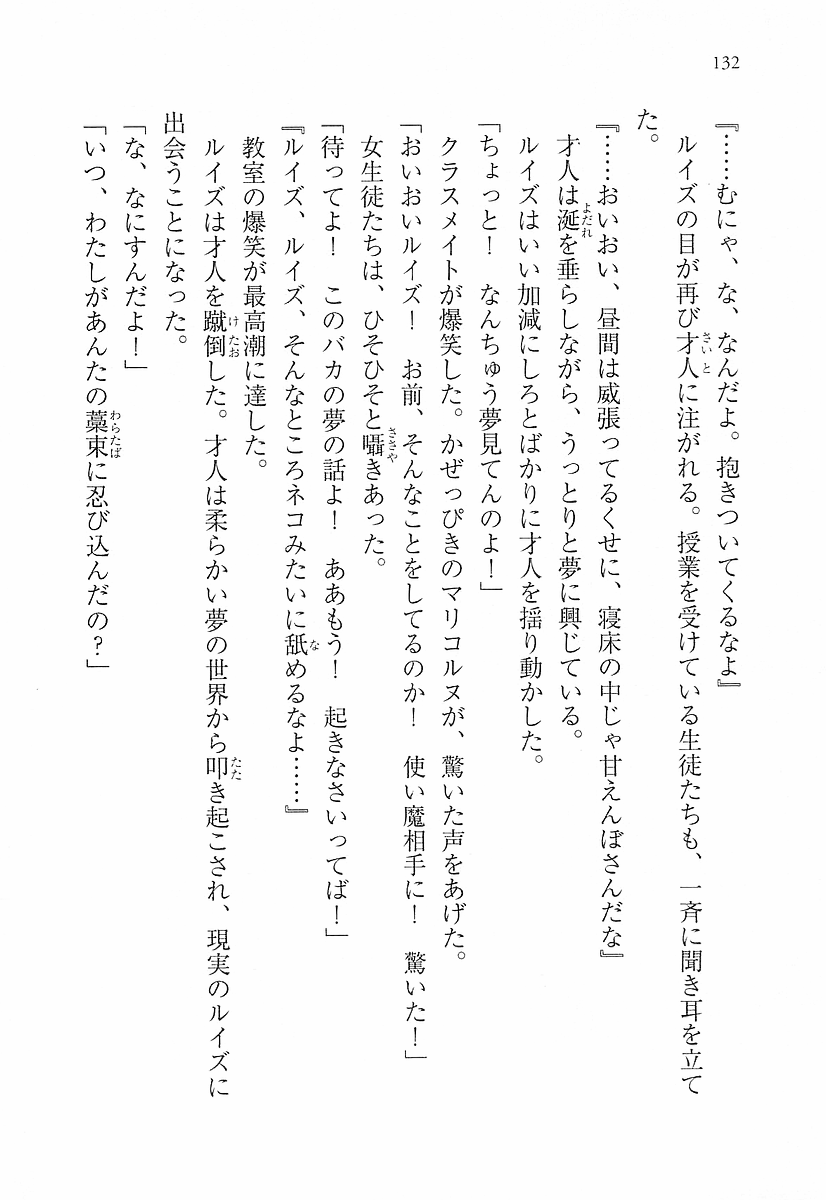 132
『……むにゃ、な、なんだよ。抱きついてくるなよ』
ルイズの目が再び才人に注がれる。授業を受けている生徒たちも、一斉に聞き耳を立て
た。
『……おいおい、昼間は威張ってるくせに、寝床の中じゃ甘えんぼさんだな』
才人は涎を垂らしながら、うっとりと夢に興じている。
ルイズはいい加減にしろとばかりに才人を揺り動かした。
「ちょっと！　なんちゅう夢見てんのよ！」
クラスメイトが爆笑した。かぜっぴきのマリコルヌが、驚いた声をあげた。
「おいおいルイズ！　お前、そんなことをしてるのか！　使い魔相手に！　驚いた！」
女生徒たちは、ひそひそと囁きあった。
「待ってよ！　このバカの夢の話よ！　ああもう！　起きなさいってば！」
『ルイズ、ルイズ、そんなところネコみたいに舐めるなよ……』
教室の爆笑が最高潮に達した。
ルイズは才人を蹴倒した。才人は柔らかい夢の世界から叩き起こされ、現実のルイズに
出会うことになった。
「な、なにすんだよ！」
「いつ、わたしがあんたの藁束に忍び込んだの？」